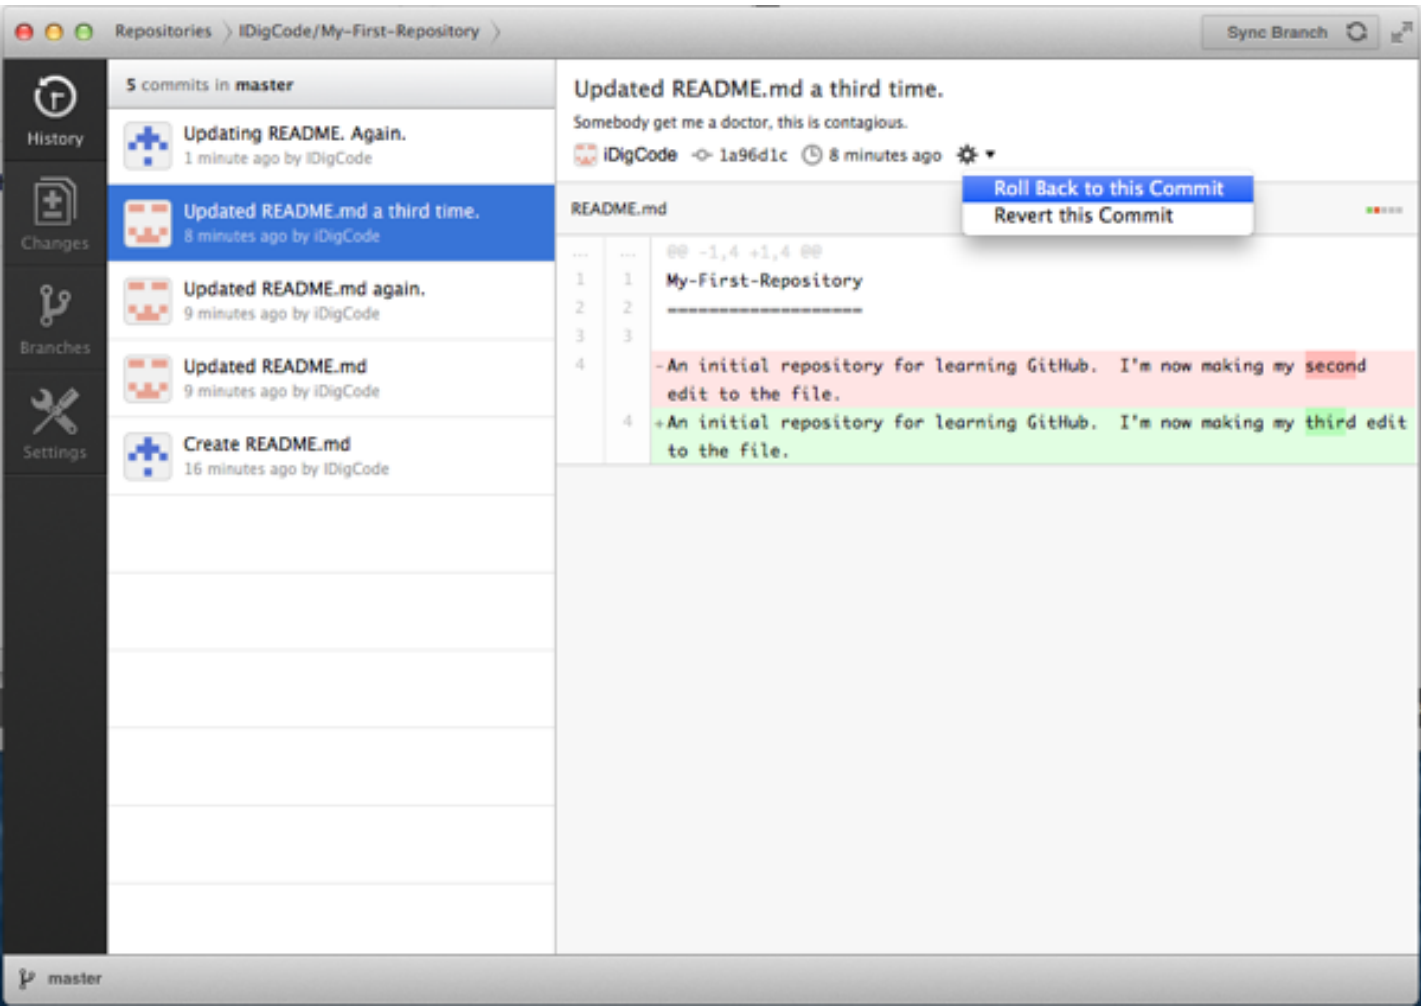 Repositories IDigCode/My-First-Repository
Sync Branch
History
Changes
Branches
Settings
5 commits in master
Updating README. Again.
1 minute ago by IDigCode
Updated README.md a third time.
8 minutes ago by iDigCode
Updated README.md again.
9 minutes ago by iDigCode
Updated README.md
9 minutes ago by iDigCode
Create README.md
16 minutes ago by IDigCode
Updated README.md a third time.
Somebody get me a doctor, this is contagious.
iDigCode 1a96d1c 8 minutes ago
Roll Back to this Commit
Revert this Commit
README.md
... ... @@ -1,4 +1,4 @@
1 1 My-First-Repository
2 2 ===================
3 3
4 -An initial repository for learning GitHub. I'm now making my second
edit to the file.
4 +An initial repository for learning GitHub. I'm now making my third edit
to the file.
master